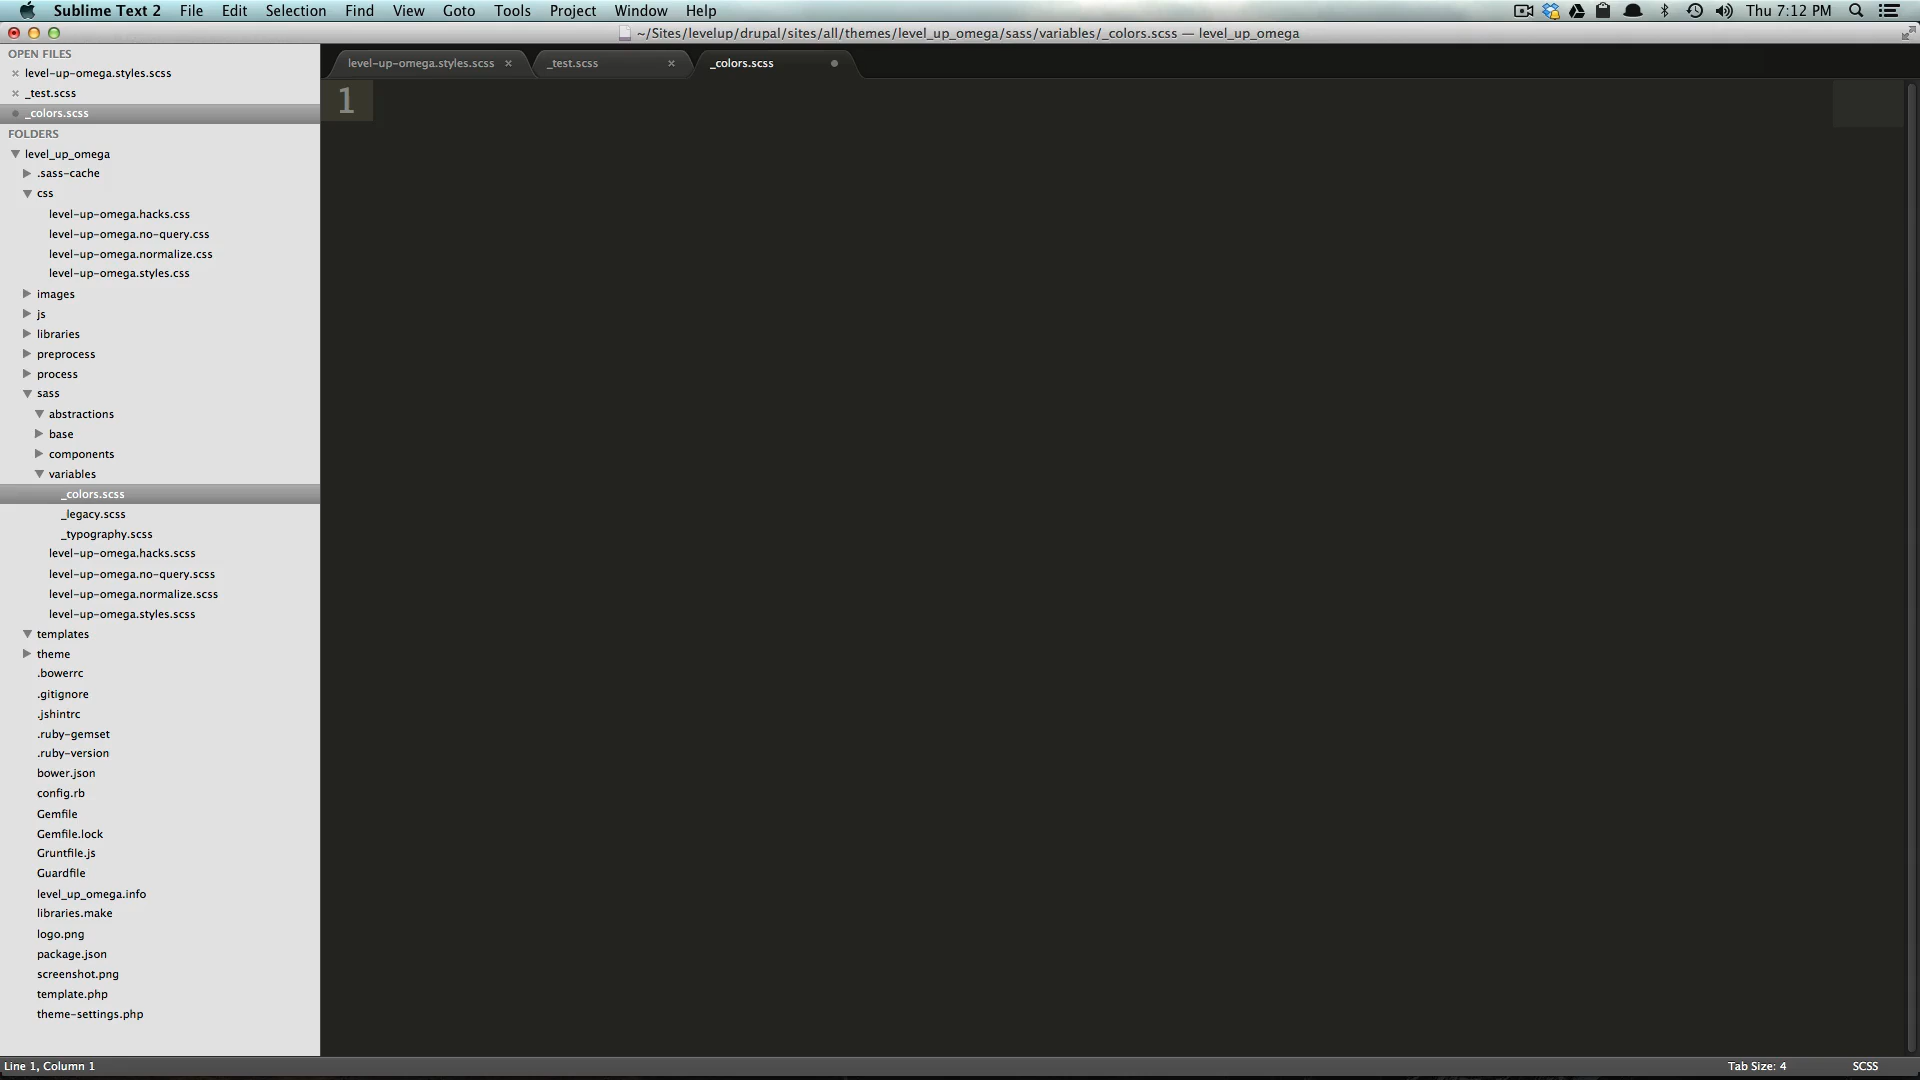 Sublime Text 2 File Edit Selection Find View Goto Tools Project Window Help Thu 7:12 PM
~/Sites/levelup/drupal/sites/all/themes/level_up_omega/sass/variables/_colors.scss — level_up_omega
OPEN FILES
level-up-omega.styles.scss
_test.scss
_colors.scss
FOLDERS
level_up_omega
.sass-cache
css
level-up-omega.hacks.css
level-up-omega.no-query.css
level-up-omega.normalize.css
level-up-omega.styles.css
images
js
libraries
preprocess
process
sass
abstractions
base
components
variables
_colors.scss
_legacy.scss
_typography.scss
level-up-omega.hacks.scss
level-up-omega.no-query.scss
level-up-omega.normalize.scss
level-up-omega.styles.scss
templates
theme
.bowerrc
.gitignore
.jshintrc
.ruby-gemset
.ruby-version
bower.json
config.rb
Gemfile
Gemfile.lock
Gruntfile.js
Guardfile
level_up_omega.info
libraries.make
logo.png
package.json
screenshot.png
template.php
theme-settings.php
level-up-omega.styles.scss _test.scss _colors.scss
1
Line 1, Column 1 Tab Size: 4 SCSS